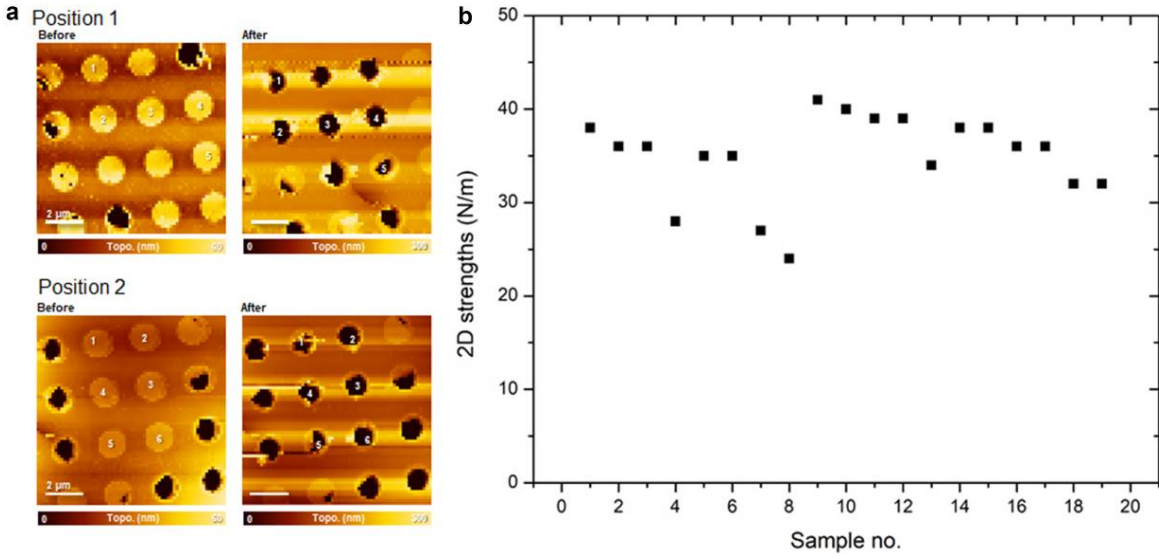 a
Position 1
Before
After
1
2
3
4
5
2 µm
1
2
3
4
5
0 Topo. (nm) 60
0 Topo. (nm) 300
Position 2
Before
After
1
2
3
4
5
6
2 µm
1
2
3
4
5
6
0 Topo. (nm) 60
0 Topo. (nm) 300
b
50
40
30
20
10
0
2D strengths (N/m)
0 2 4 6 8 10 12 14 16 18 20
Sample no.